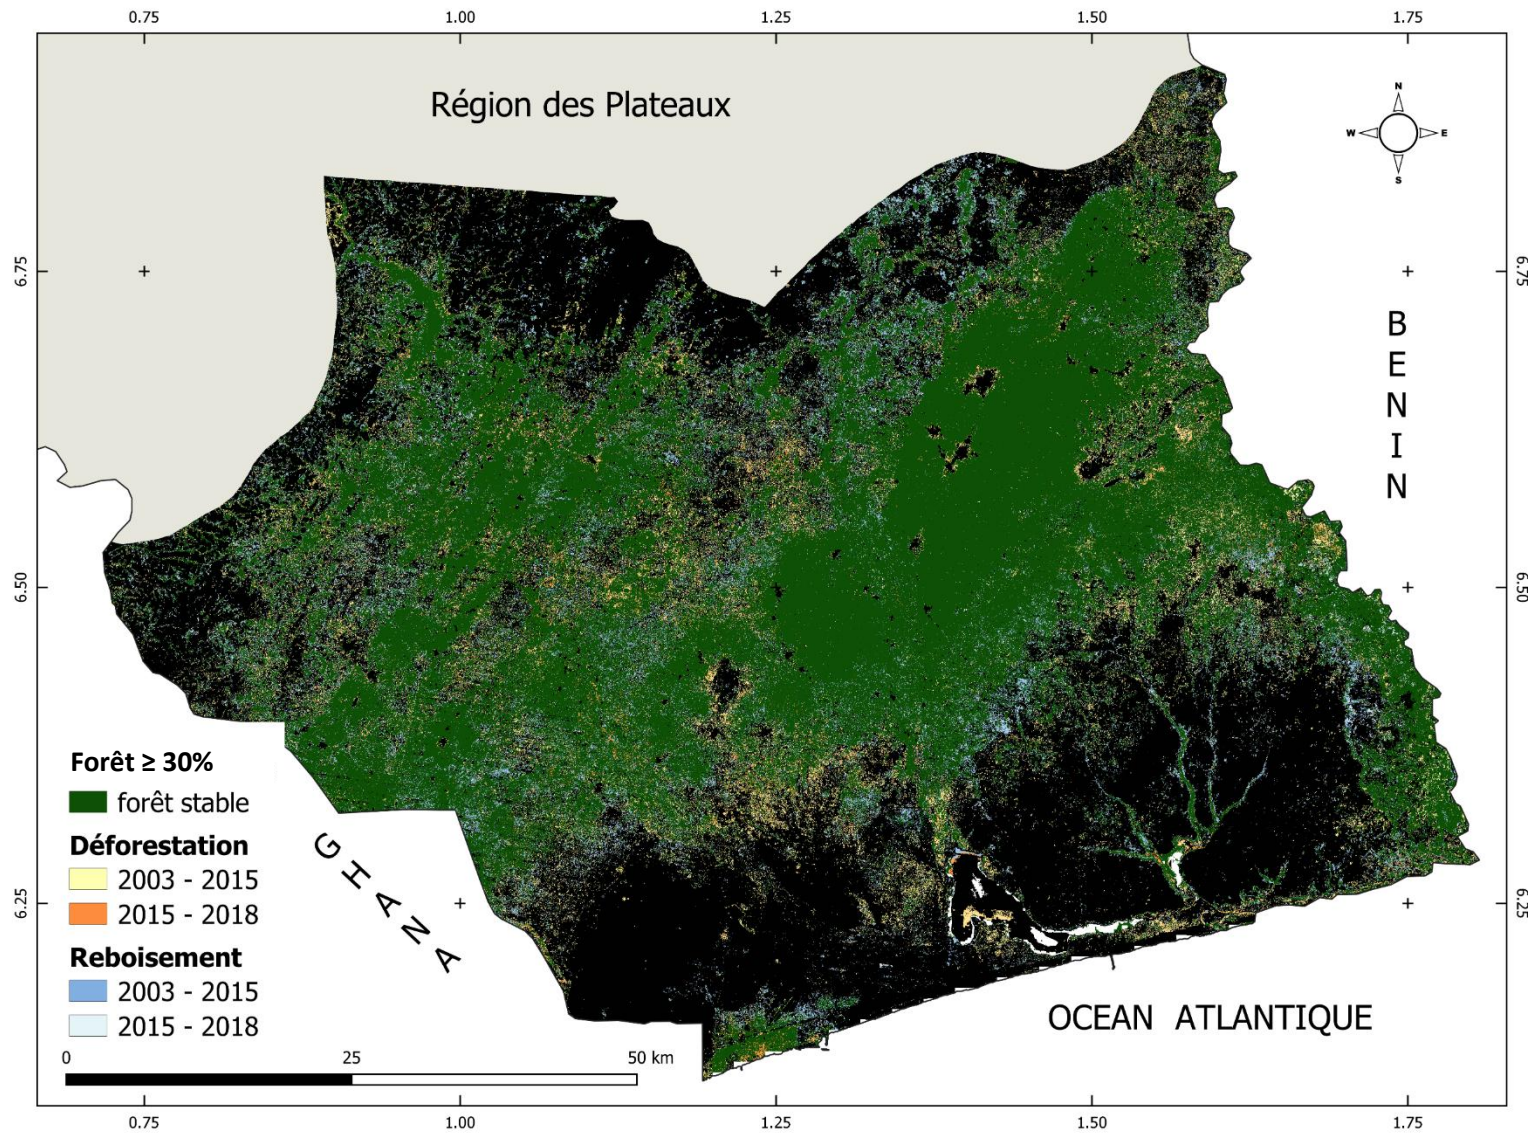 0.75 1.00 1.25 1.50 1.75
Région des Plateaux
N
W E
S
6.75 6.75
B
E
N
I
N
6.50 6.50
Forêt ≥ 30%
forêt stable
Déforestation
2003 - 2015
2015 - 2018
Reboisement
2003 - 2015
2015 - 2018
GHANA
6.25 6.25
OCEAN ATLANTIQUE
0 25 50 km
0.75 1.00 1.25 1.50 1.75